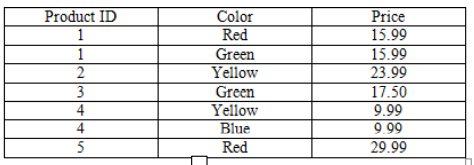 Product ID Color Price
1 Red 15.99
1 Green 15.99
2 Yellow 23.99
3 Green 17.50
4 Yellow 9.99
4 Blue 9.99
5 Red 29.99